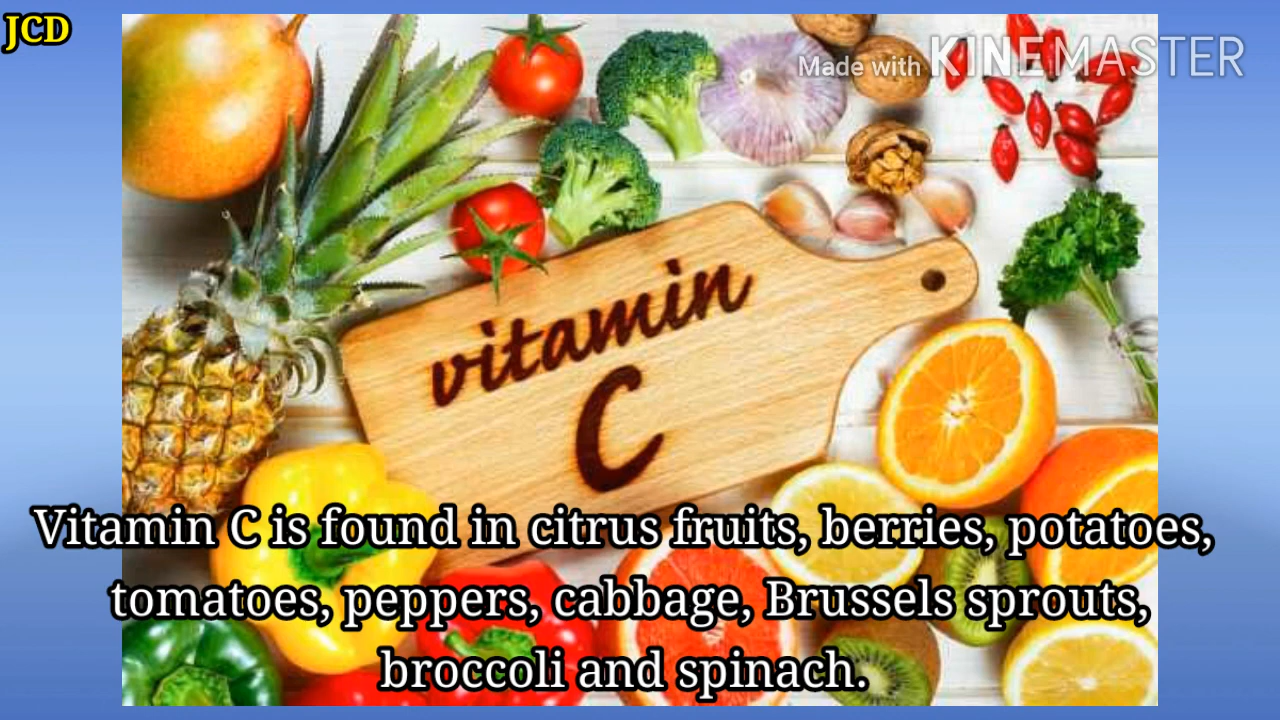 JCD
Made with KINEMASTER
vitamin
C
Vitamin C is found in citrus fruits, berries, potatoes,
tomatoes, peppers, cabbage, Brussels sprouts,
broccoli and spinach.